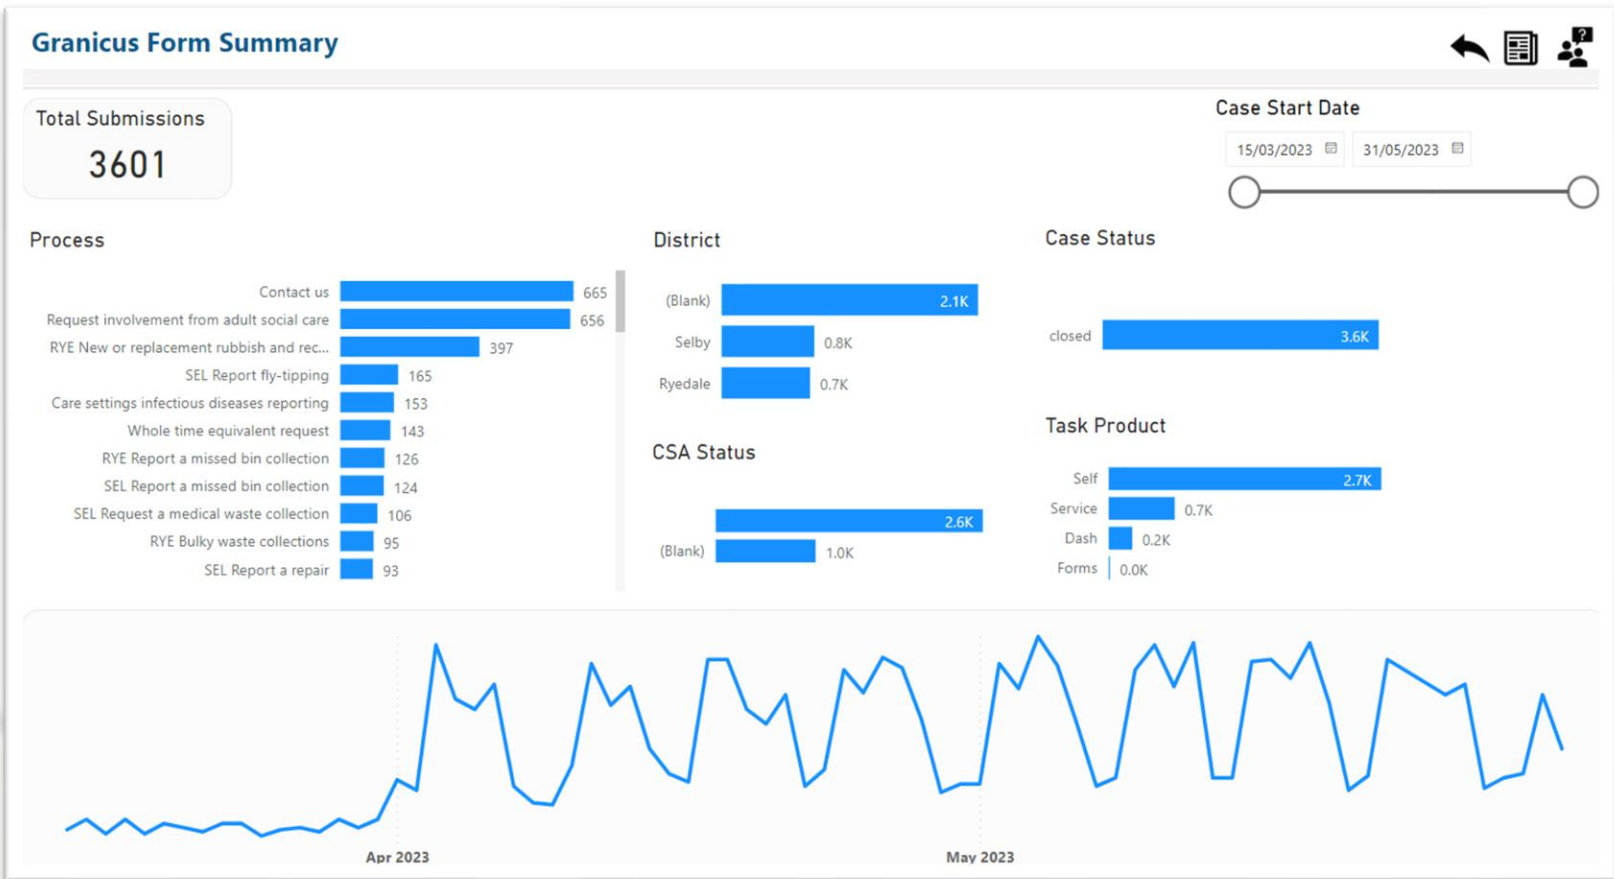 Granicus Form Summary
?
Total Submissions
3601
Case Start Date
15/03/2023
31/05/2023
Process
Contact us 665
Request involvement from adult social care 656
RYE New or replacement rubbish and rec... 397
SEL Report fly-tipping 165
Care settings infectious diseases reporting 153
Whole time equivalent request 143
RYE Report a missed bin collection 126
SEL Report a missed bin collection 124
SEL Request a medical waste collection 106
RYE Bulky waste collections 95
SEL Report a repair 93
District
(Blank) 2.1K
Selby 0.8K
Ryedale 0.7K
CSA Status
2.6K
(Blank) 1.0K
Case Status
closed 3.6K
Task Product
Self 2.7K
Service 0.7K
Dash 0.2K
Forms 0.0K
Apr 2023
May 2023